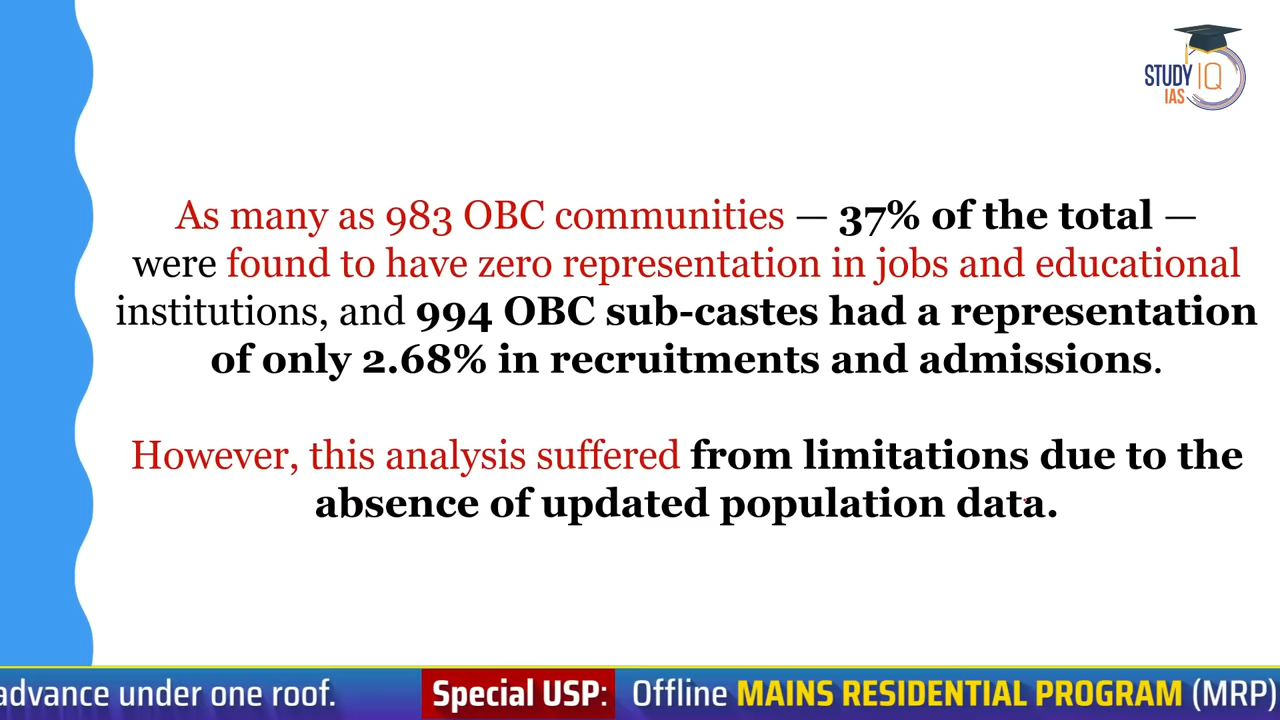 STUDY IQ
IAS
As many as 983 OBC communities — 37% of the total —
were found to have zero representation in jobs and educational
institutions, and 994 OBC sub-castes had a representation
of only 2.68% in recruitments and admissions.
However, this analysis suffered from limitations due to the
absence of updated population data.
advance under one roof. Special USP: Offline MAINS RESIDENTIAL PROGRAM (MRP)